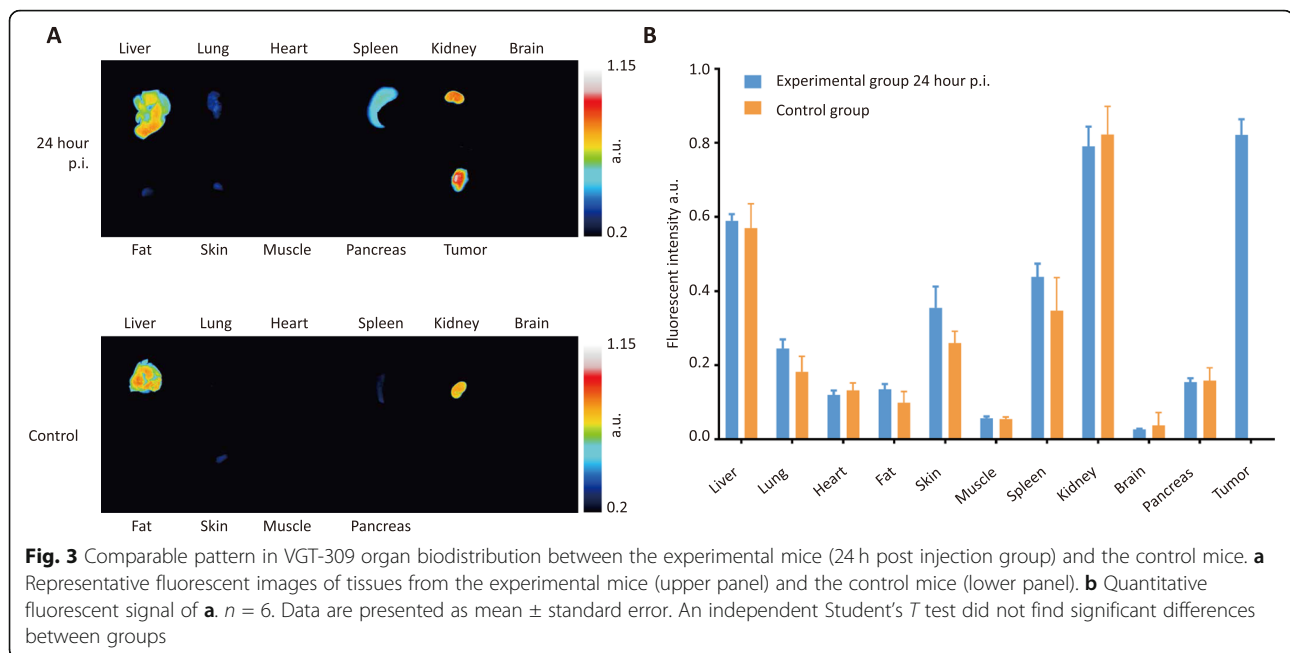 A
Liver Lung Heart Spleen Kidney Brain
1.15
24 hour
p.i.
a.u.
0.2
Fat Skin Muscle Pancreas Tumor
Liver Lung Heart Spleen Kidney Brain
1.15
Control
a.u.
0.2
Fat Skin Muscle Pancreas
B
Experimental group 24 hour p.i.
Control group
Fluorescent intensity a.u.
1.0
0.8
0.6
0.4
0.2
0.0
Liver Lung Heart Fat Skin Muscle Spleen Kidney Brain Pancreas Tumor
Fig. 3 Comparable pattern in VGT-309 organ biodistribution between the experimental mice (24 h post injection group) and the control mice. a
Representative fluorescent images of tissues from the experimental mice (upper panel) and the control mice (lower panel). b Quantitative
fluorescent signal of a. n = 6. Data are presented as mean ± standard error. An independent Student's T test did not find significant differences
between groups